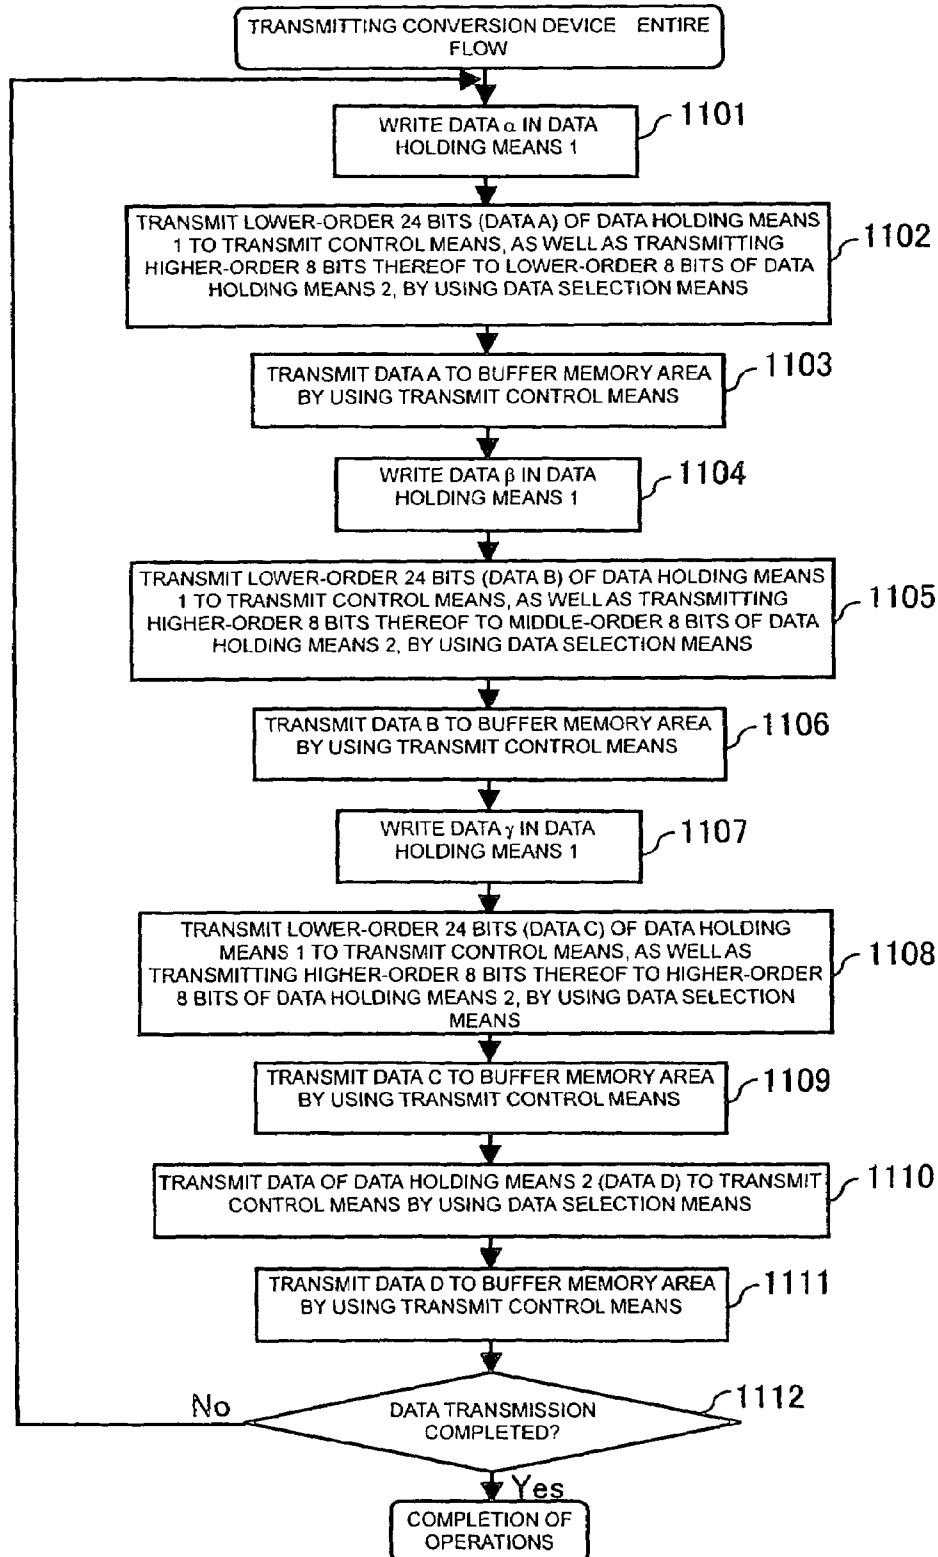 TRANSMITTING CONVERSION DEVICE ENTIRE
FLOW
WRITE DATA α IN DATA
HOLDING MEANS 1
1101
TRANSMIT LOWER-ORDER 24 BITS (DATA A) OF DATA HOLDING MEANS
1 TO TRANSMIT CONTROL MEANS, AS WELL AS TRANSMITTING
HIGHER-ORDER 8 BITS THEREOF TO LOWER-ORDER 8 BITS OF DATA
HOLDING MEANS 2, BY USING DATA SELECTION MEANS
1102
TRANSMIT DATA A TO BUFFER MEMORY AREA
BY USING TRANSMIT CONTROL MEANS
1103
WRITE DATA β IN DATA
HOLDING MEANS 1
1104
TRANSMIT LOWER-ORDER 24 BITS (DATA B) OF DATA HOLDING MEANS
1 TO TRANSMIT CONTROL MEANS, AS WELL AS TRANSMITTING
HIGHER-ORDER 8 BITS THEREOF TO MIDDLE-ORDER 8 BITS OF DATA
HOLDING MEANS 2, BY USING DATA SELECTION MEANS
1105
TRANSMIT DATA B TO BUFFER MEMORY AREA
BY USING TRANSMIT CONTROL MEANS
1106
WRITE DATA γ IN DATA
HOLDING MEANS 1
1107
TRANSMIT LOWER-ORDER 24 BITS (DATA C) OF DATA HOLDING
MEANS 1 TO TRANSMIT CONTROL MEANS, AS WELL AS
TRANSMITTING HIGHER-ORDER 8 BITS THEREOF TO HIGHER-ORDER
8 BITS OF DATA HOLDING MEANS 2, BY USING DATA SELECTION
MEANS
1108
TRANSMIT DATA C TO BUFFER MEMORY AREA
BY USING TRANSMIT CONTROL MEANS
1109
TRANSMIT DATA OF DATA HOLDING MEANS 2 (DATA D) TO TRANSMIT
CONTROL MEANS BY USING DATA SELECTION MEANS
1110
TRANSMIT DATA D TO BUFFER MEMORY AREA
BY USING TRANSMIT CONTROL MEANS
1111
No
DATA TRANSMISSION
COMPLETED?
1112
Yes
COMPLETION OF
OPERATIONS